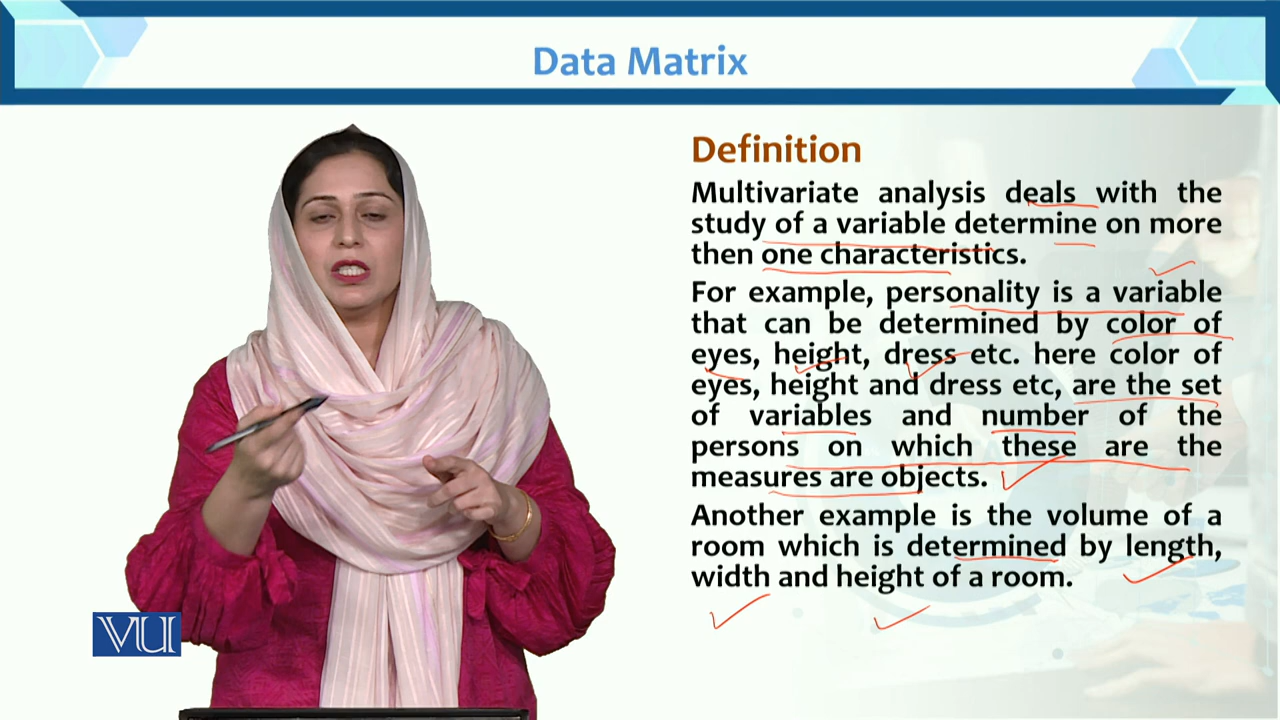 Data Matrix
Definition
Multivariate analysis deals with the
study of a variable determine on more
then one characteristics.
For example, personality is a variable
that can be determined by color of
eyes, height, dress etc. here color of
eyes, height and dress etc, are the set
of variables and number of the
persons on which these are the
measures are objects.
Another example is the volume of a
room which is determined by length,
width and height of a room.
VU